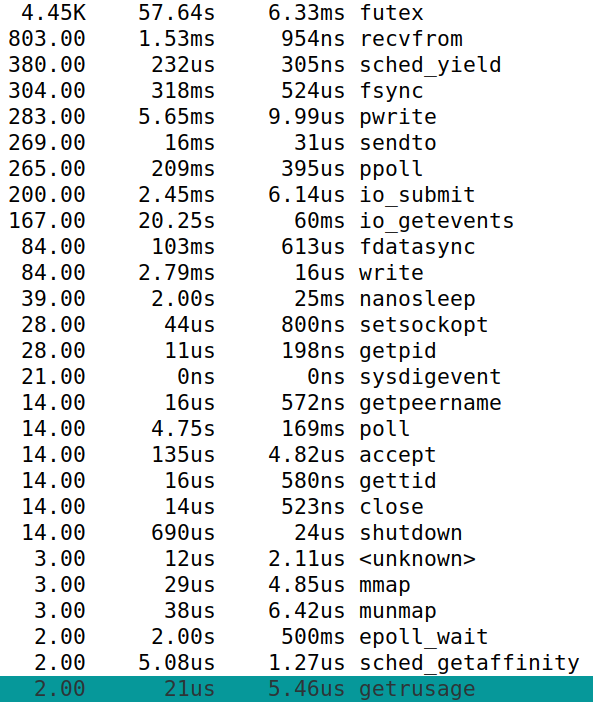 4.45K 57.64s 6.33ms futex
803.00 1.53ms 954ns recvfrom
380.00 232us 305ns sched_yield
304.00 318ms 524us fsync
283.00 5.65ms 9.99us pwrite
269.00 16ms 31us sendto
265.00 209ms 395us ppoll
200.00 2.45ms 6.14us io_submit
167.00 20.25s 60ms io_getevents
84.00 103ms 613us fdatasync
84.00 2.79ms 16us write
39.00 2.00s 25ms nanosleep
28.00 44us 800ns setsockopt
28.00 11us 198ns getpid
21.00 0ns 0ns sysdigevent
14.00 16us 572ns getpeername
14.00 4.75s 169ms poll
14.00 135us 4.82us accept
14.00 16us 580ns gettid
14.00 14us 523ns close
14.00 690us 24us shutdown
3.00 12us 2.11us <unknown>
3.00 29us 4.85us mmap
3.00 38us 6.42us munmap
2.00 2.00s 500ms epoll_wait
2.00 5.08us 1.27us sched_getaffinity
2.00 21us 5.46us getrusage